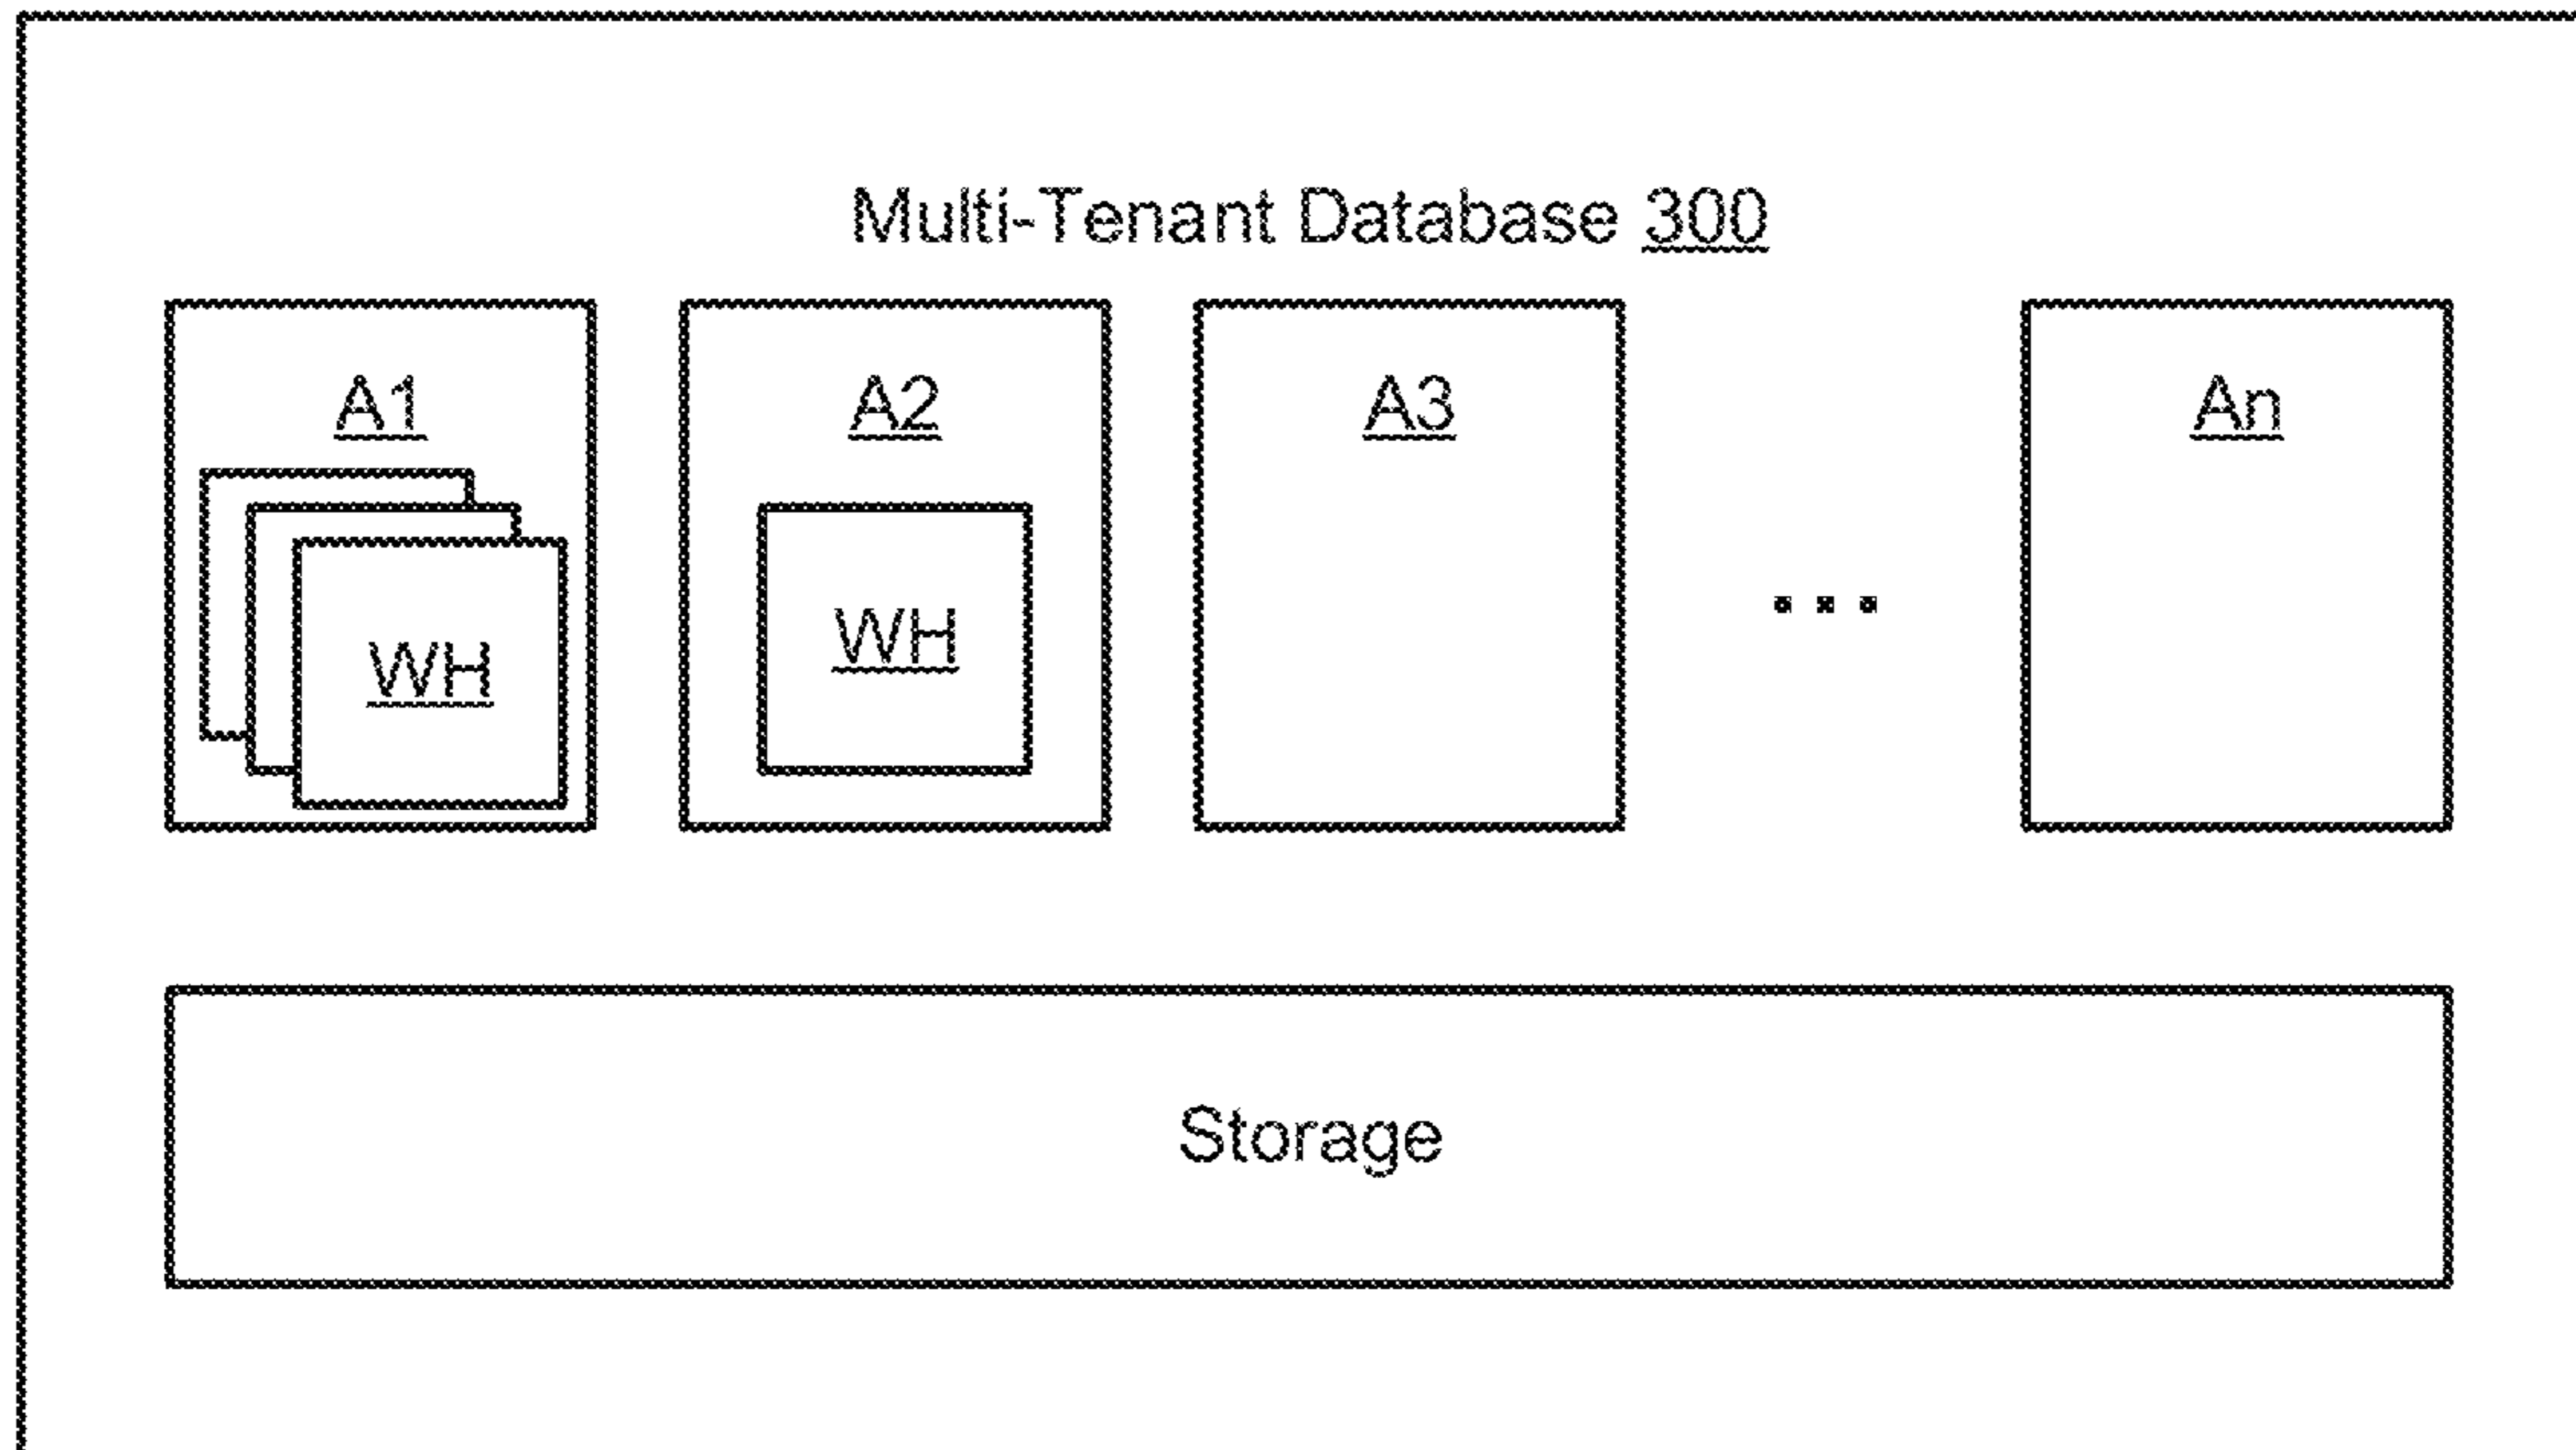 Multi-Tenant Database 300
A1
A2
A3
An
WH
WH
...
Storage